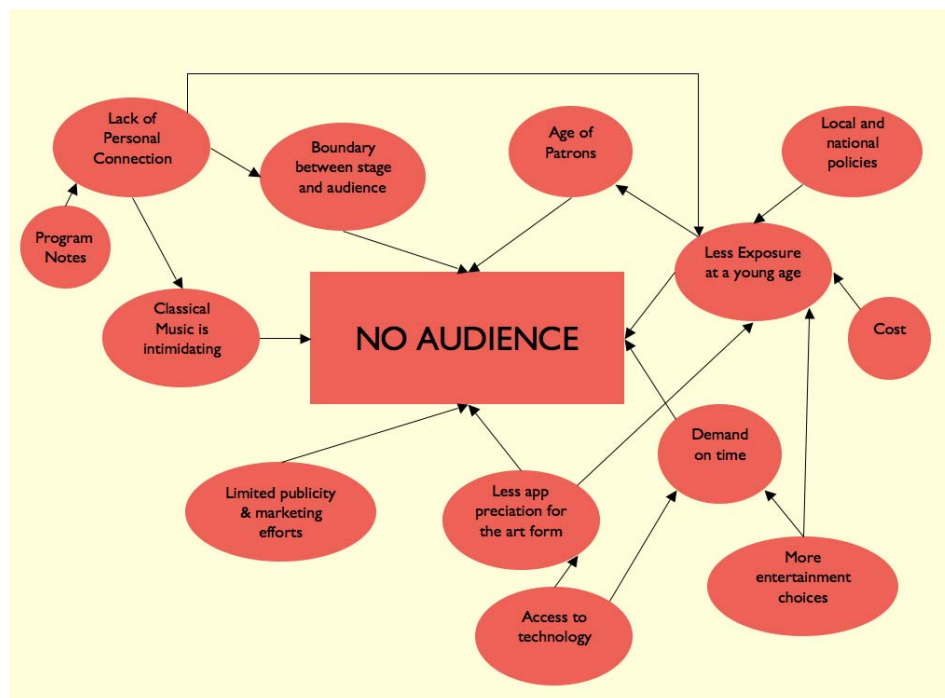 Lack of
Personal
Connection
Boundary
between stage
and audience
Age of
Patrons
Local and
national
policies
Program
Notes
Less Exposure
at a young age
Classical
Music is
intimidating
NO AUDIENCE
Cost
Demand
on time
Limited publicity
& marketing
efforts
Less app
preciation for
the art form
More
entertainment
choices
Access to
technology